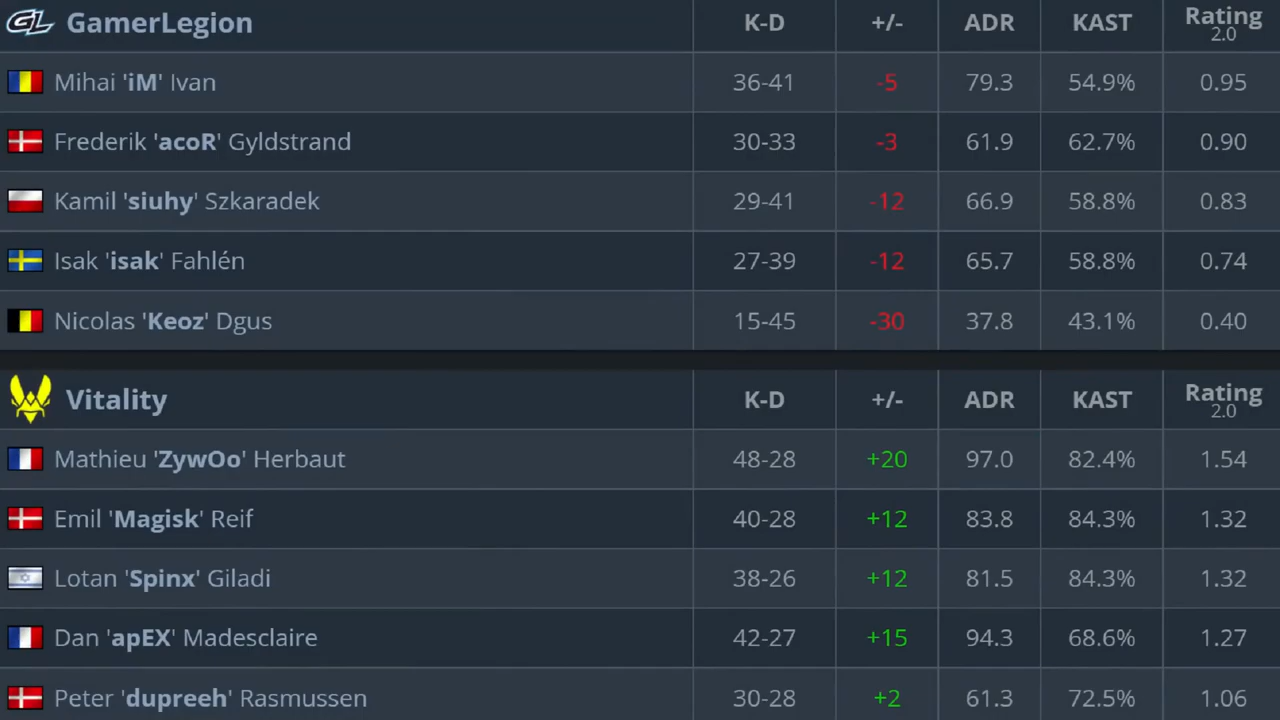 GL GamerLegion K-D +/- ADR KAST Rating 2.0
Mihai 'iM' Ivan 36-41 -5 79.3 54.9% 0.95
Frederik 'acoR' Gyldstrand 30-33 -3 61.9 62.7% 0.90
Kamil 'siuhy' Szkaradek 29-41 -12 66.9 58.8% 0.83
Isak 'isak' Fahlén 27-39 -12 65.7 58.8% 0.74
Nicolas 'Keoz' Dgus 15-45 -30 37.8 43.1% 0.40
Vitality K-D +/- ADR KAST Rating 2.0
Mathieu 'ZywOo' Herbaut 48-28 +20 97.0 82.4% 1.54
Emil 'Magisk' Reif 40-28 +12 83.8 84.3% 1.32
Lotan 'Spinx' Giladi 38-26 +12 81.5 84.3% 1.32
Dan 'apEX' Madesclaire 42-27 +15 94.3 68.6% 1.27
Peter 'dupreeh' Rasmussen 30-28 +2 61.3 72.5% 1.06